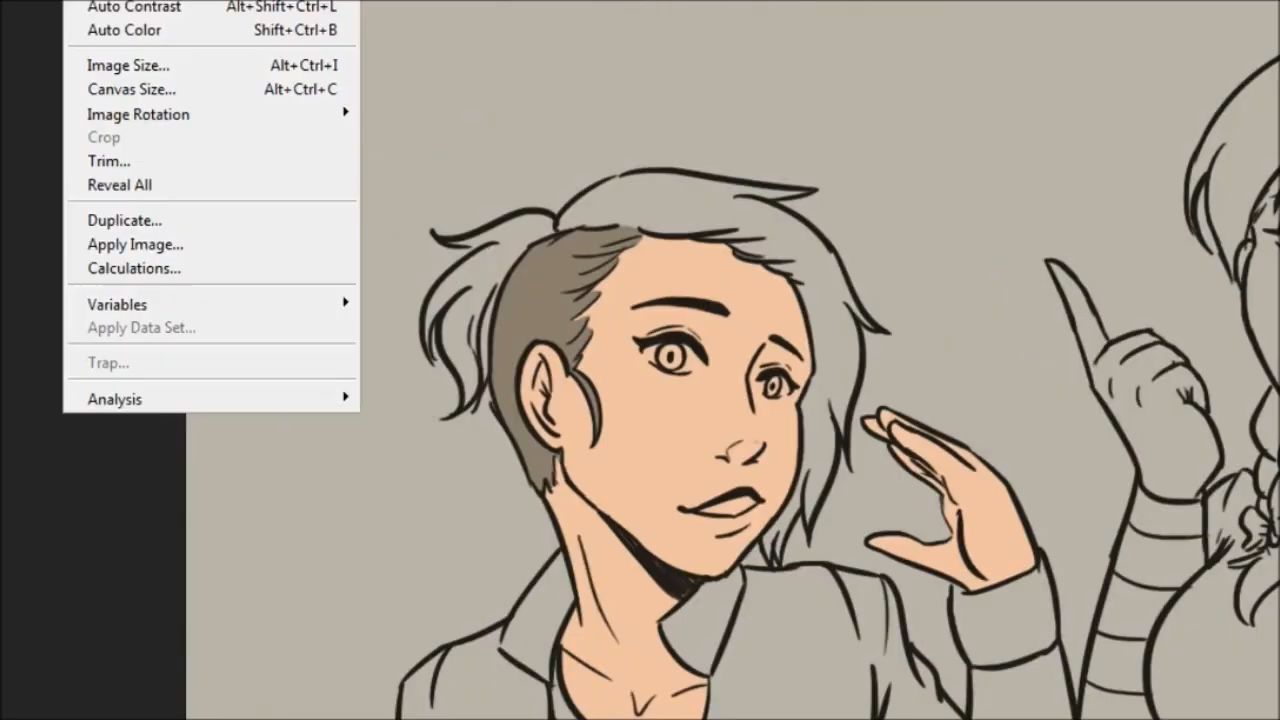 Auto Contrast Alt+Shift+Ctrl+L
Auto Color Shift+Ctrl+B
Image Size... Alt+Ctrl+I
Canvas Size... Alt+Ctrl+C
Image Rotation
Crop
Trim...
Reveal All
Duplicate...
Apply Image...
Calculations...
Variables
Apply Data Set...
Trap...
Analysis